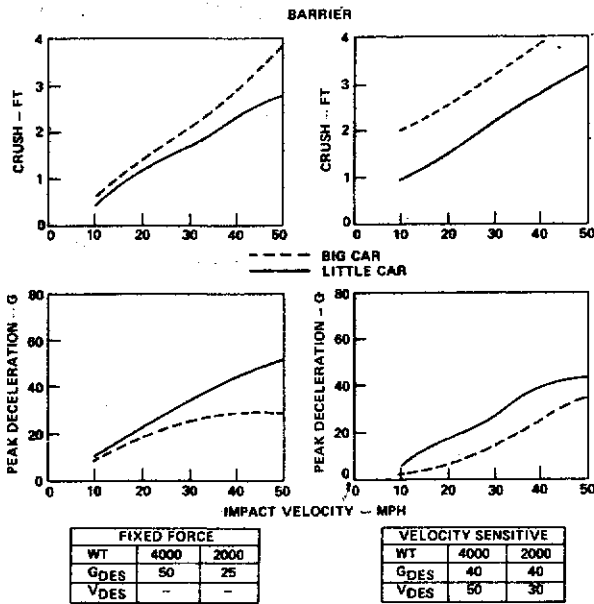 BARRIER
4
3
2
1
0
CRUSH – FT
0 10 20 30 40 50
4
3
2
1
0
CRUSH – FT
0 10 20 30 40 50
--- BIG CAR
— LITTLE CAR
80
60
40
20
0
PEAK DECELERATION – G
0 10 20 30 40 50
80
60
40
20
0
PEAK DECELERATION – G
10 20 30 40 50
IMPACT VELOCITY – MPH
FIXED FORCE
WT 4000 2000
GDES 50 25
VDES – –
VELOCITY SENSITIVE
WT 4000 2000
GDES 40 40
VDES 50 30